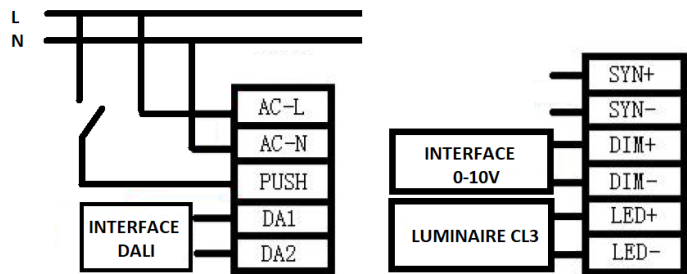 L
N
AC-L
AC-N
PUSH
DA1
DA2
INTERFACE
DALI
SYN+
SYN-
DIM+
DIM-
LED+
LED-
INTERFACE
0-10V
LUMINAIRE CL3